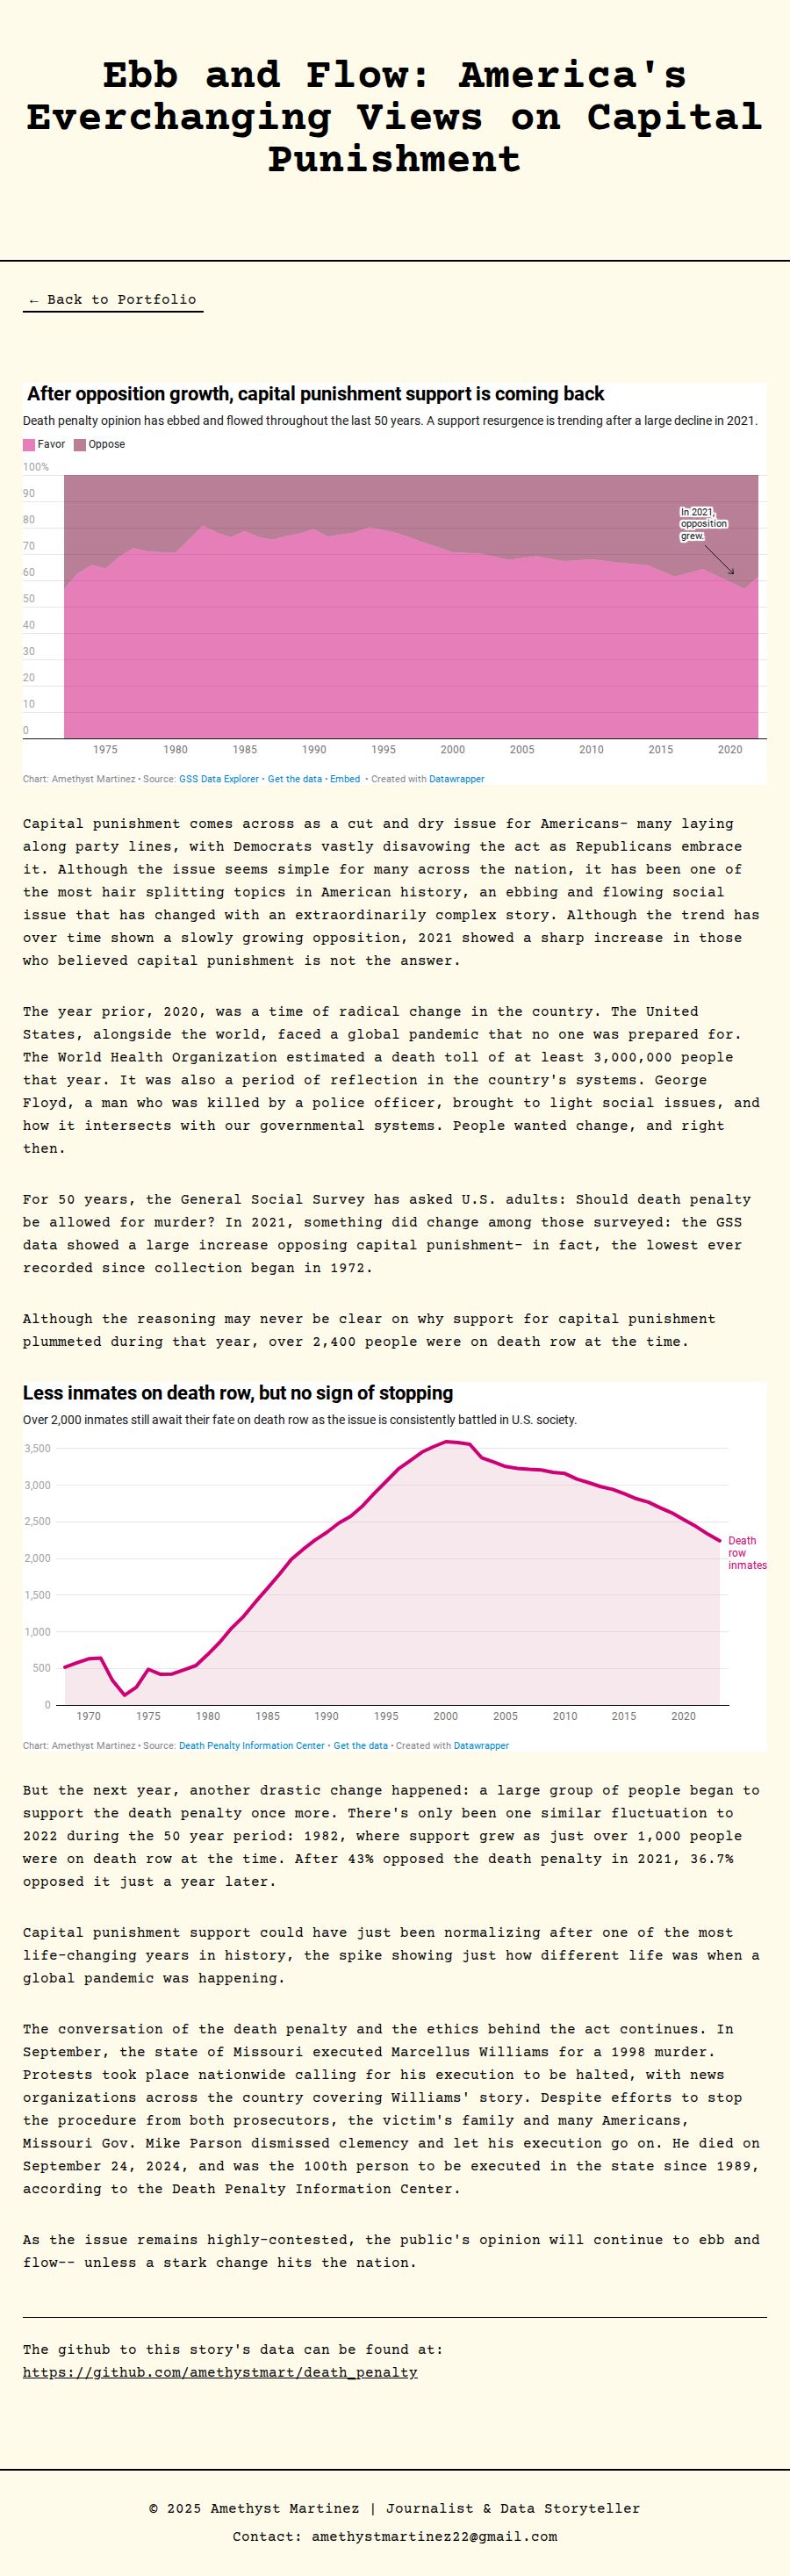 Ebb and Flow: America's
Everchanging Views on Capital
Punishment
← Back to Portfolio
After opposition growth, capital punishment support is coming back
Death penalty opinion has ebbed and flowed throughout the last 50 years. A support resurgence is trending after a large decline in 2021.
Favor Oppose
100%
90
80
70
60
50
40
30
20
10
0
In 2021,
opposition
grew.
1975 1980 1985 1990 1995 2000 2005 2010 2015 2020
Chart: Amethyst Martinez • Source: GSS Data Explorer • Get the data • Embed • Created with Datawrapper
Capital punishment comes across as a cut and dry issue for Americans- many laying
along party lines, with Democrats vastly disavowing the act as Republicans embrace
it. Although the issue seems simple for many across the nation, it has been one of
the most hair splitting topics in American history, an ebbing and flowing social
issue that has changed with an extraordinarily complex story. Although the trend has
over time shown a slowly growing opposition, 2021 showed a sharp increase in those
who believed capital punishment is not the answer.
The year prior, 2020, was a time of radical change in the country. The United
States, alongside the world, faced a global pandemic that no one was prepared for.
The World Health Organization estimated a death toll of at least 3,000,000 people
that year. It was also a period of reflection in the country's systems. George
Floyd, a man who was killed by a police officer, brought to light social issues, and
how it intersects with our governmental systems. People wanted change, and right
then.
For 50 years, the General Social Survey has asked U.S. adults: Should death penalty
be allowed for murder? In 2021, something did change among those surveyed: the GSS
data showed a large increase opposing capital punishment- in fact, the lowest ever
recorded since collection began in 1972.
Although the reasoning may never be clear on why support for capital punishment
plummeted during that year, over 2,400 people were on death row at the time.
Less inmates on death row, but no sign of stopping
Over 2,000 inmates still await their fate on death row as the issue is consistently battled in U.S. society.
3,500
3,000
2,500
2,000
1,500
1,000
500
0
Death
row
inmates
1970 1975 1980 1985 1990 1995 2000 2005 2010 2015 2020
Chart: Amethyst Martinez • Source: Death Penalty Information Center • Get the data • Created with Datawrapper
But the next year, another drastic change happened: a large group of people began to
support the death penalty once more. There's only been one similar fluctuation to
2022 during the 50 year period: 1982, where support grew as just over 1,000 people
were on death row at the time. After 43% opposed the death penalty in 2021, 36.7%
opposed it just a year later.
Capital punishment support could have just been normalizing after one of the most
life-changing years in history, the spike showing just how different life was when a
global pandemic was happening.
The conversation of the death penalty and the ethics behind the act continues. In
September, the state of Missouri executed Marcellus Williams for a 1998 murder.
Protests took place nationwide calling for his execution to be halted, with news
organizations across the country covering Williams' story. Despite efforts to stop
the procedure from both prosecutors, the victim's family and many Americans,
Missouri Gov. Mike Parson dismissed clemency and let his execution go on. He died on
September 24, 2024, and was the 100th person to be executed in the state since 1989,
according to the Death Penalty Information Center.
As the issue remains highly-contested, the public's opinion will continue to ebb and
flow-- unless a stark change hits the nation.
The github to this story's data can be found at:
https://github.com/amethystmart/death_penalty
© 2025 Amethyst Martinez | Journalist & Data Storyteller
Contact: amethystmartinez22@gmail.com